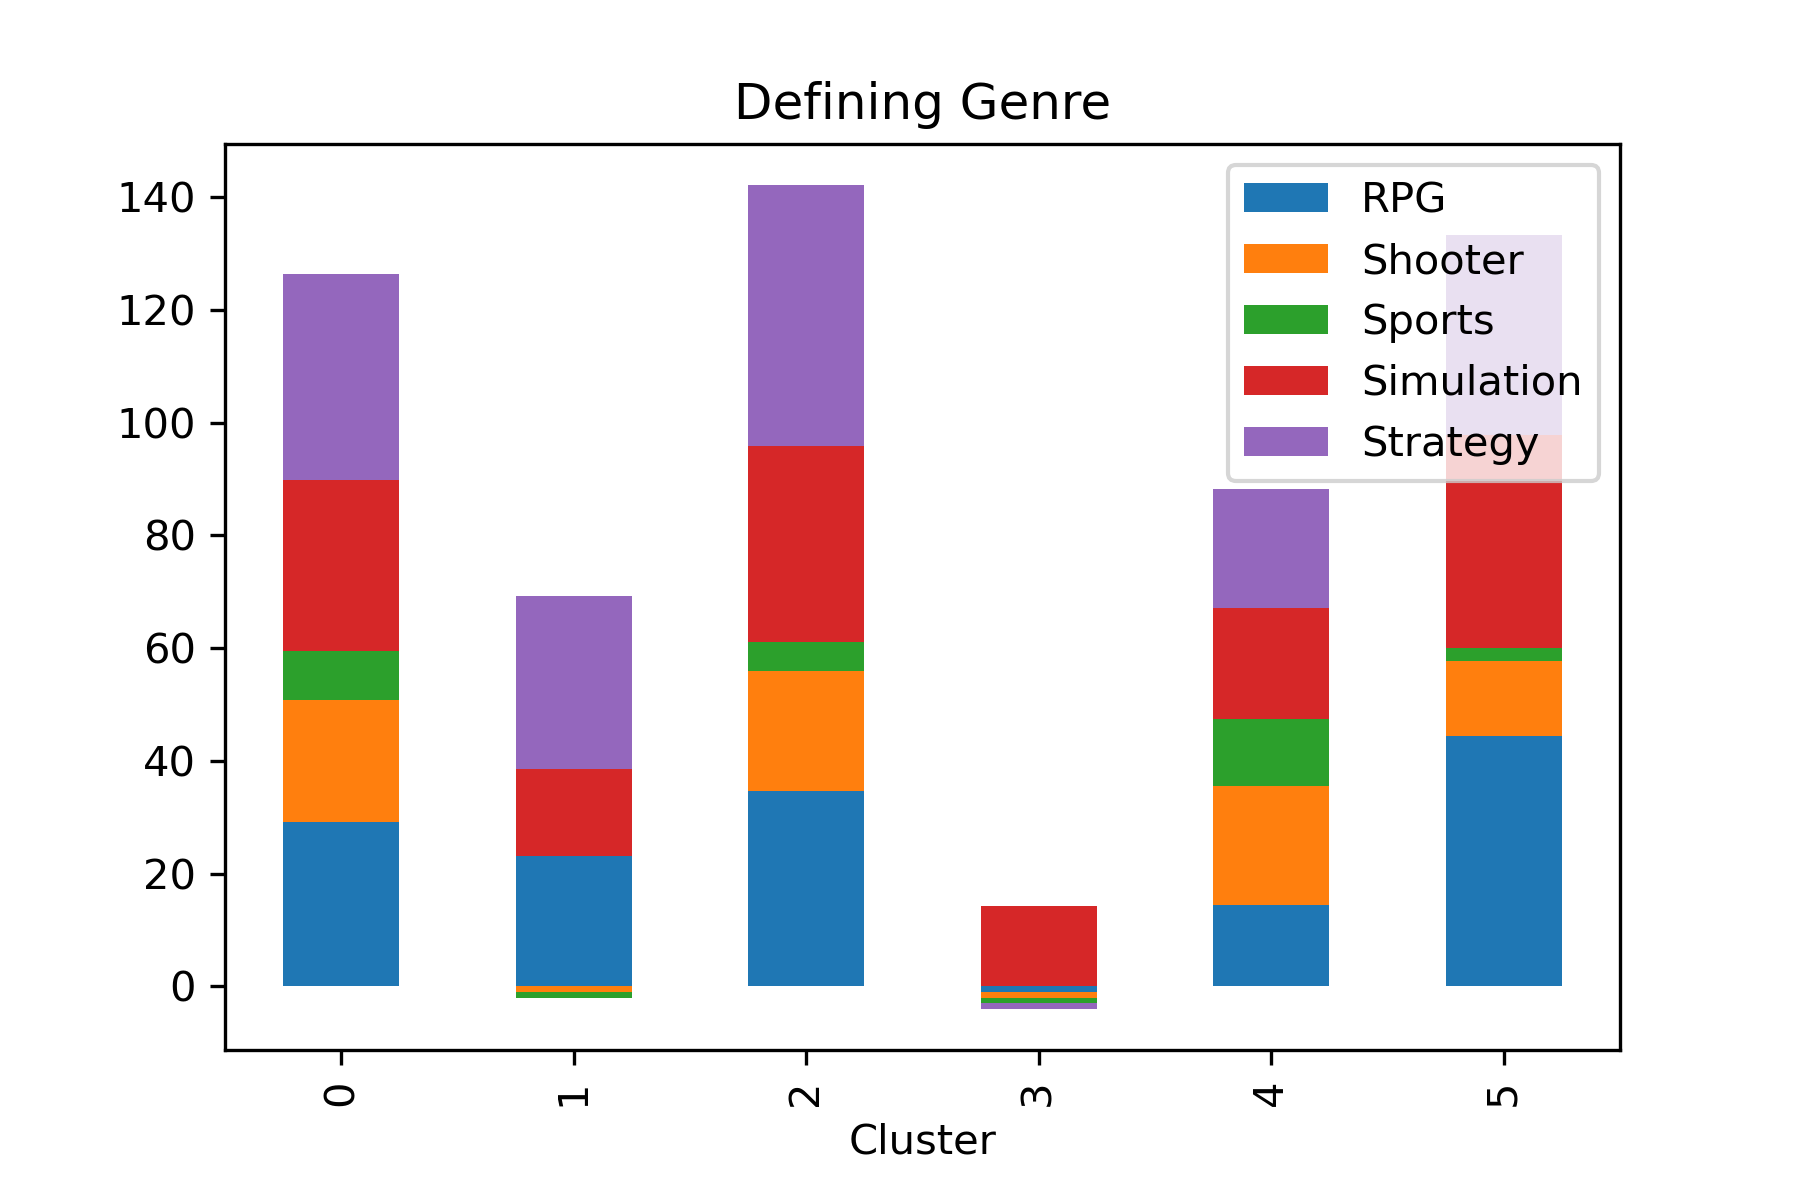 Defining Genre
140
120
100
80
60
40
20
0
RPG
Shooter
Sports
Simulation
Strategy
0 1 2 3 4 5
Cluster